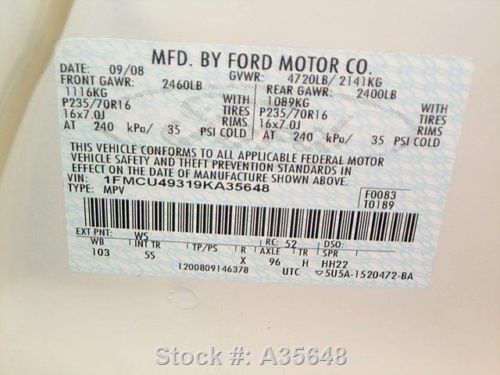 MFD. BY FORD MOTOR CO.
DATE: 09/08 GVWR: 4720LB/ 2141KG
FRONT GAWR: 2460LB REAR GAWR: 2400LB
1116KG WITH 1089KG WITH
P235/70R16 TIRES P235/70R16 TIRES
16x7.0J RIMS 16x7.0J RIMS
AT 240 kPa/ 35 PSI COLD AT 240 kPa/ 35 PSI COLD
THIS VEHICLE CONFORMS TO ALL APPLICABLE FEDERAL MOTOR
VEHICLE SAFETY AND THEFT PREVENTION STANDARDS IN
EFFECT ON THE DATE OF MANUFACTURE SHOWN ABOVE.
VIN: 1FMCU49319KA35648 F0083
TYPE: MPV T0189
EXT PNT: W5 RC: 52 DSO:
WB INT TR TP/PS R AXLE TR SPR
103 55 X 96 H HH22
1200809146378 UTC 5U5A-1520472-BA
Stock #: A35648